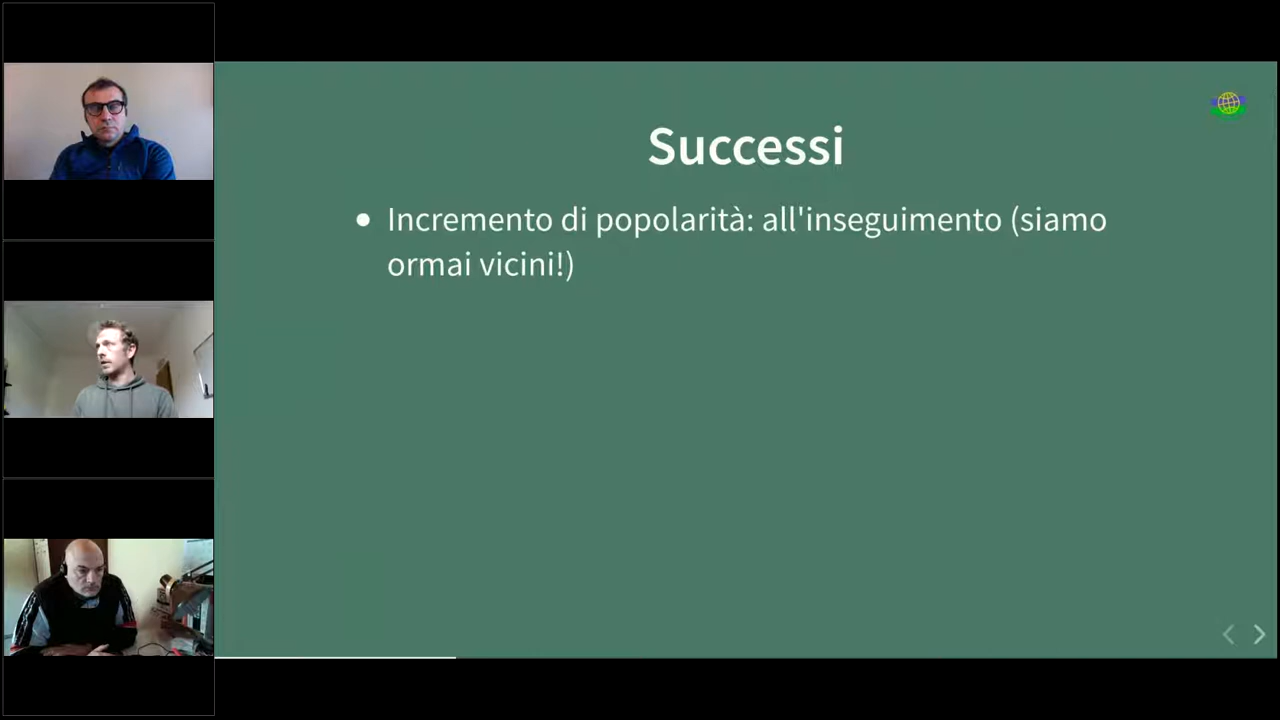 Successi
Incremento di popolarità: all'inseguimento (siamo
ormai vicini!)